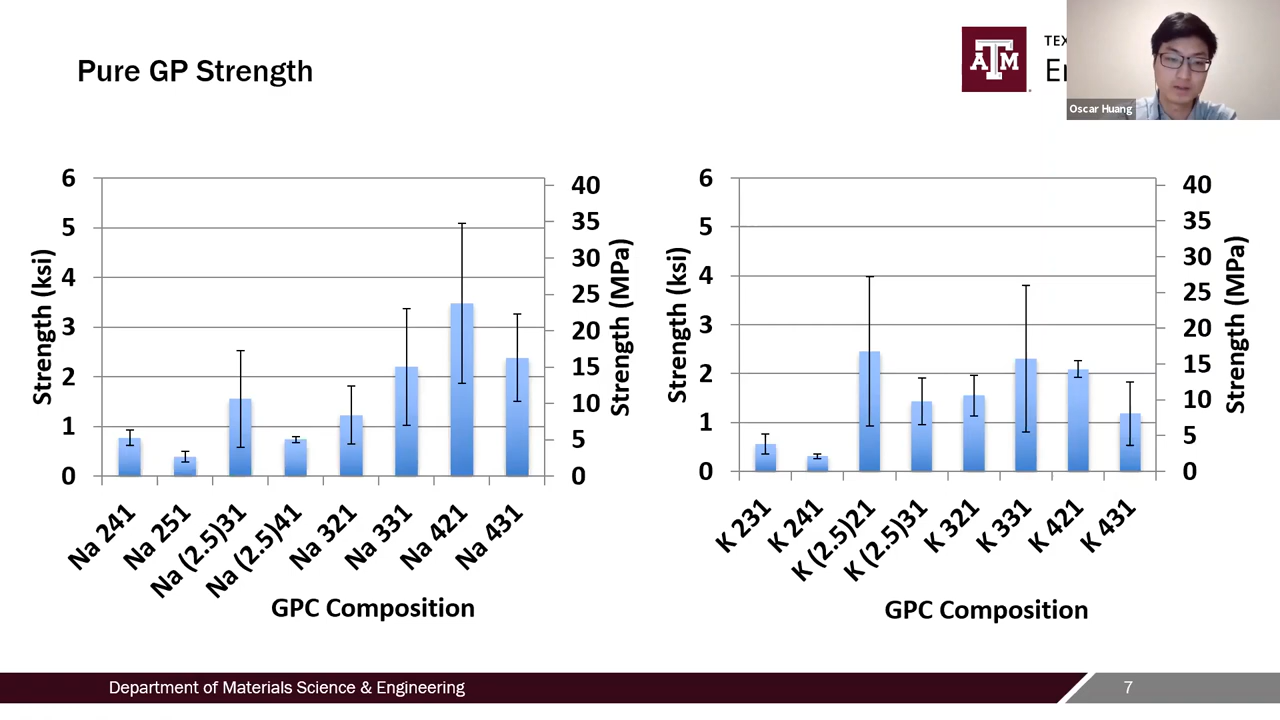 Pure GP Strength
ĀTM
TEX
Oscar Huang
6
5
4
3
2
1
0
Strength (ksi)
40
35
30
25
20
15
10
5
0
Strength (MPa)
Na 241
Na 251
Na (2.5)31
Na (2.5)41
Na 321
Na 331
Na 421
Na 431
GPC Composition
6
5
4
3
2
1
0
Strength (ksi)
40
35
30
25
20
15
10
5
0
Strength (MPa)
K 231
K 241
K (2.5)21
K (2.5)31
K 321
K 331
K 421
K 431
GPC Composition
Department of Materials Science & Engineering
7